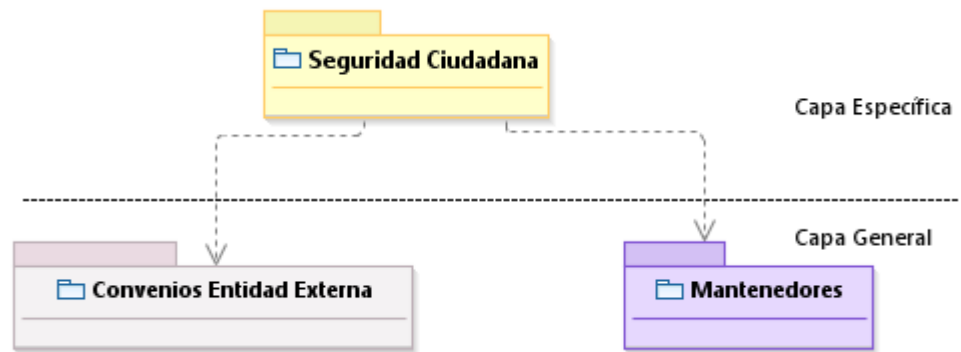 Seguridad Ciudadana
Capa Específica
Capa General
Convenios Entidad Externa
Mantenedores